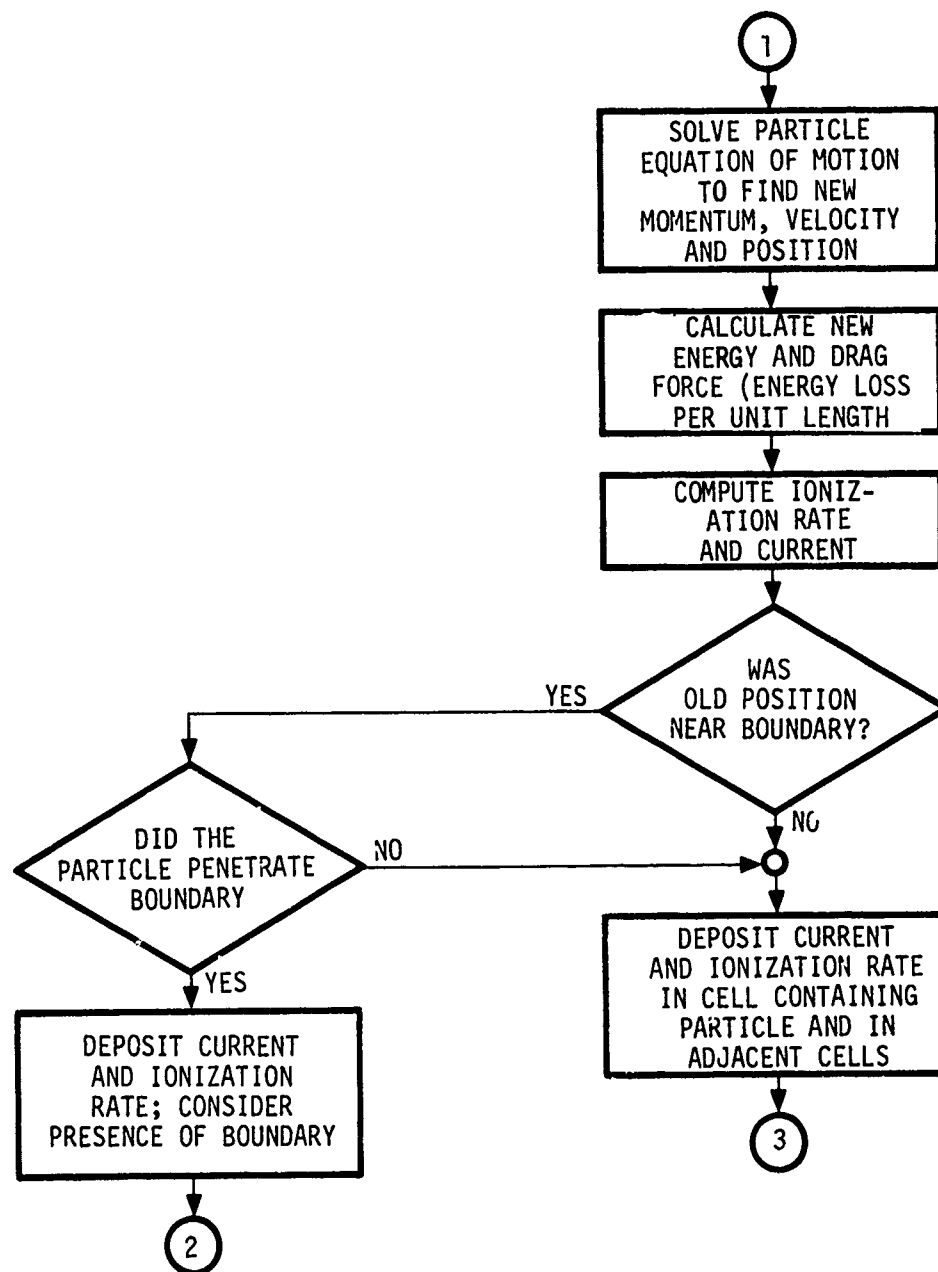 1
SOLVE PARTICLE
EQUATION OF MOTION
TO FIND NEW
MOMENTUM, VELOCITY
AND POSITION
CALCULATE NEW
ENERGY AND DRAG
FORCE (ENERGY LOSS
PER UNIT LENGTH
COMPUTE IONIZ-
ATION RATE
AND CURRENT
WAS
OLD POSITION
NEAR BOUNDARY?
YES
NO
DID THE
PARTICLE PENETRATE
BOUNDARY
NO
YES
DEPOSIT CURRENT
AND IONIZATION RATE
IN CELL CONTAINING
PARTICLE AND IN
ADJACENT CELLS
DEPOSIT CURRENT
AND IONIZATION
RATE; CONSIDER
PRESENCE OF BOUNDARY
3
2